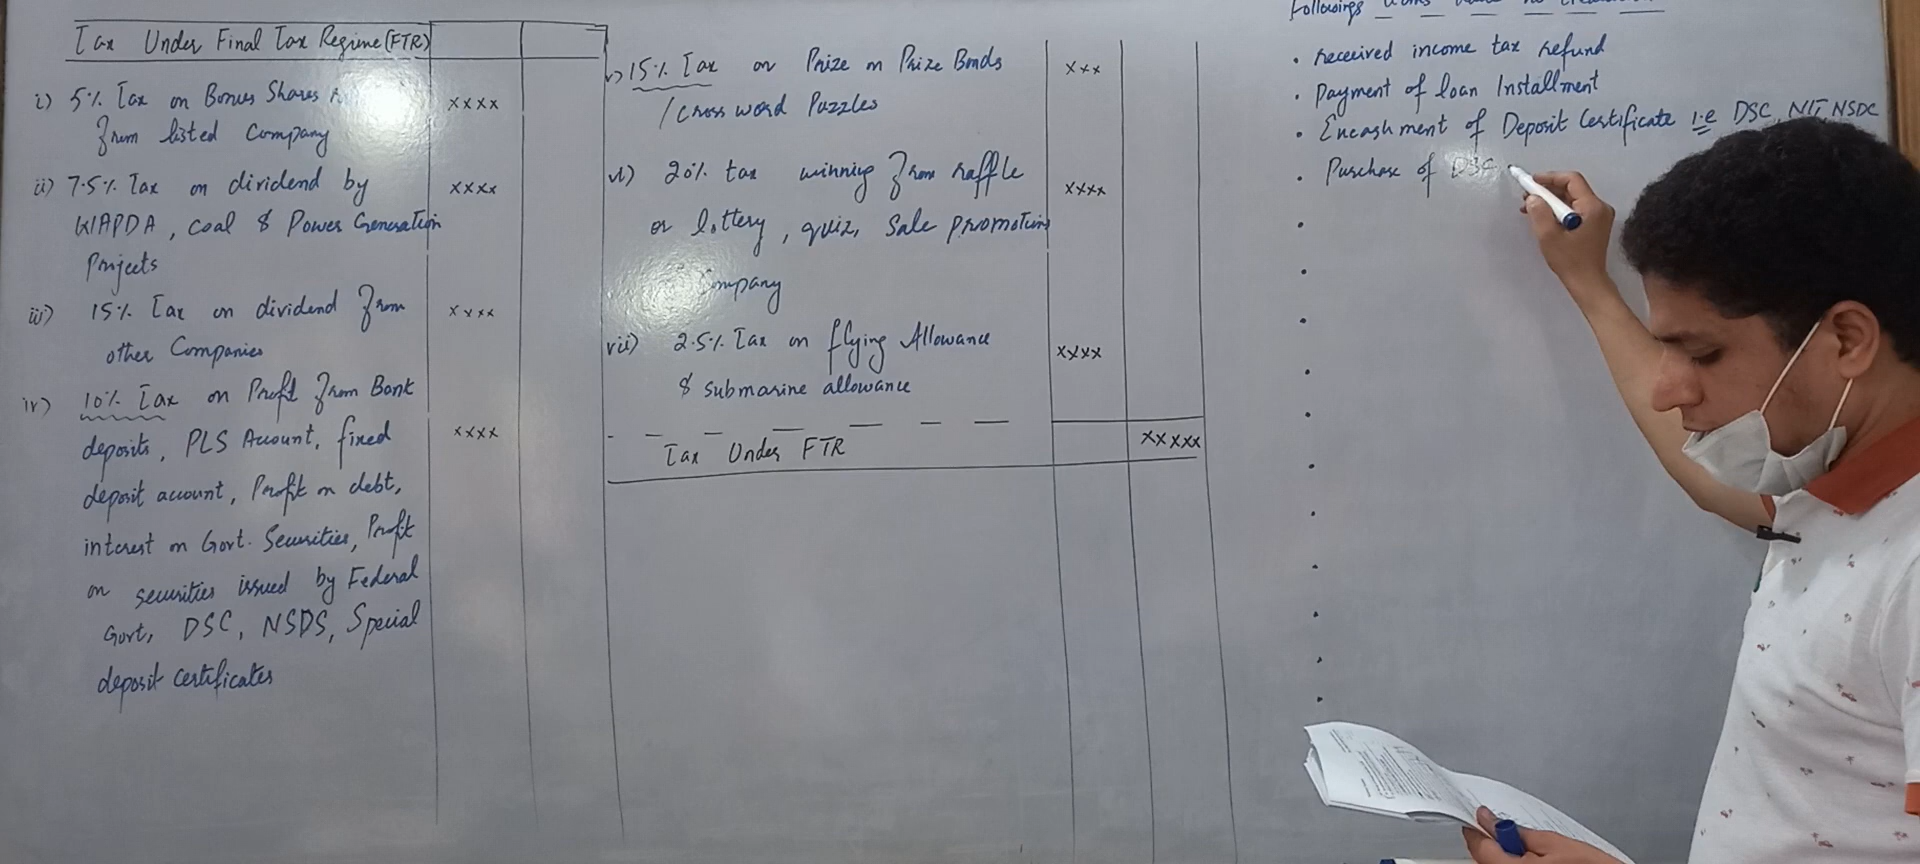 Tax Under Final Tax Regime (FTR)
i) 5% Tax on Bonus Shares
from listed Company
xxxx
ii) 7.5% Tax on dividend by
WAPDA, Coal & Power Generation
Projects
xxxx
iii) 15% Tax on dividend from
other Companies
xxxx
iv) 10% Tax on Profit from Bank
deposits, PLS Account, fixed
deposit account, Profit on debt,
interest on Govt. Securities, Profit
on securities issued by Federal
Govt, DSC, NSDS, Special
deposit certificates
xxxx
v) 15% Tax on Prize on Prize Bonds
/ Cross word Puzzles
xxx
vi) 20% tax winning from raffle
or lottery, quiz, Sale promotion
Company
xxxx
vii) 2.5% Tax on flying Allowance
& submarine allowance
xxxx
Tax Under FTR
xxxxx
Followings
• received income tax refund
• Payment of loan Installment
• Encashment of Deposit Certificate i.e DSC, NIT, NSDC
• Purchase of DSC